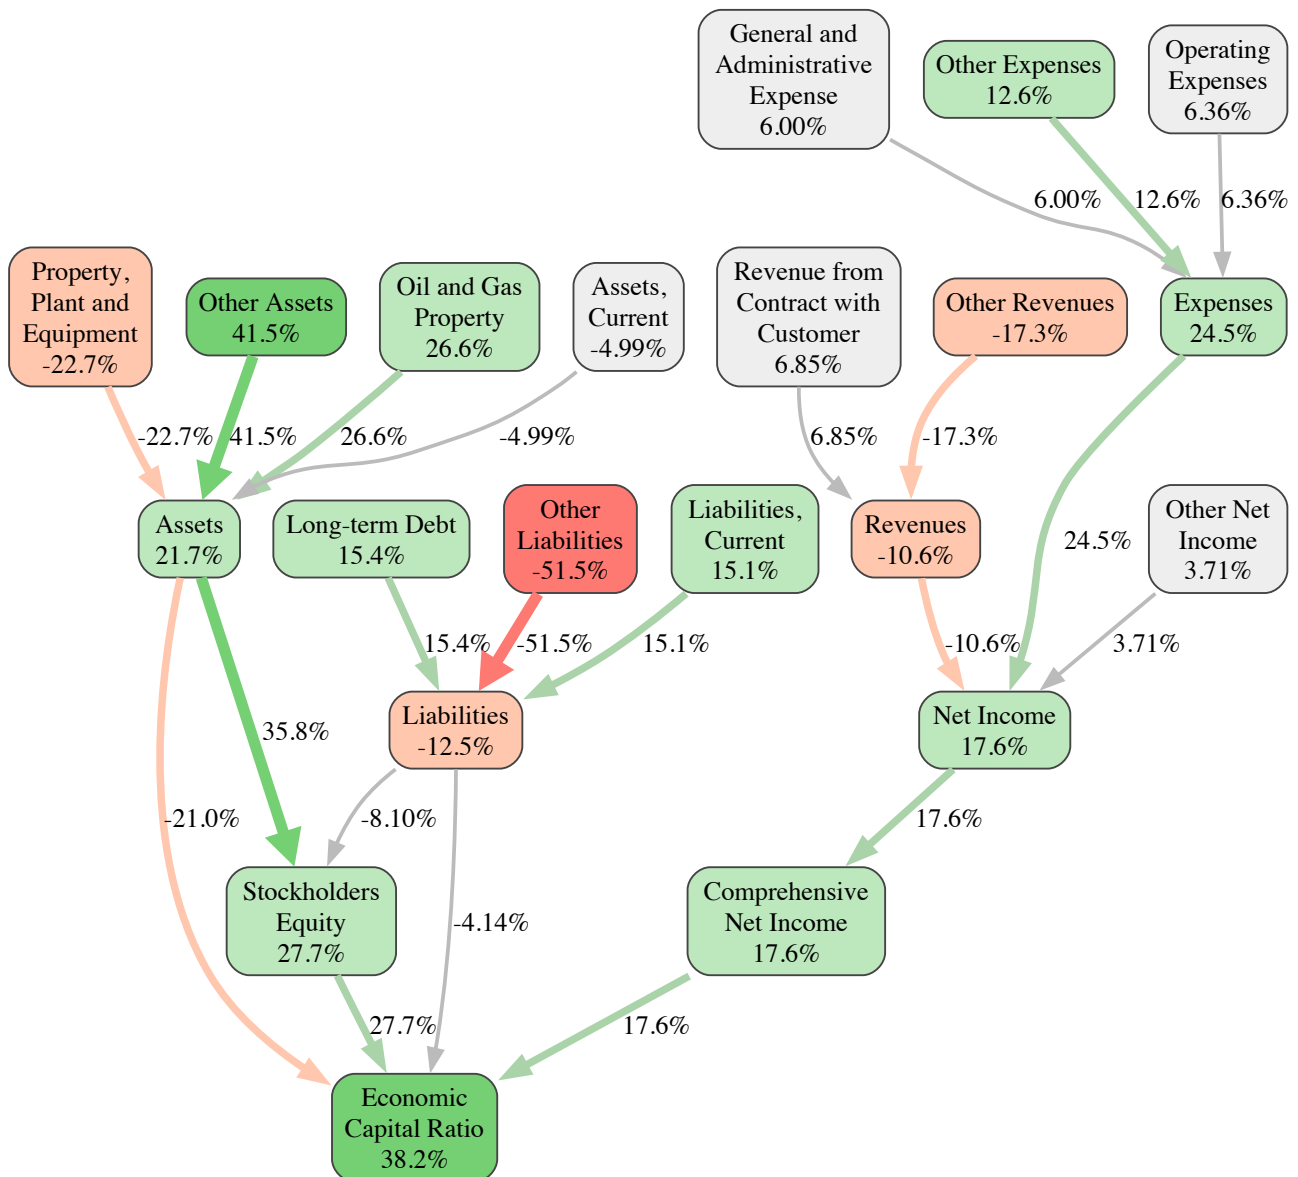 General and
Administrative
Expense
6.00%
Other Expenses
12.6%
Operating
Expenses
6.36%
6.00%
12.6%
6.36%
Property,
Plant and
Equipment
-22.7%
Other Assets
41.5%
Oil and Gas
Property
26.6%
Assets,
Current
-4.99%
Revenue from
Contract with
Customer
6.85%
Other Revenues
-17.3%
Expenses
24.5%
-22.7%
41.5%
26.6%
-4.99%
6.85%
-17.3%
Assets
21.7%
Long-term Debt
15.4%
Other
Liabilities
-51.5%
Liabilities,
Current
15.1%
Revenues
-10.6%
24.5%
Other Net
Income
3.71%
15.4%
-51.5%
15.1%
-10.6%
3.71%
35.8%
Liabilities
-12.5%
Net Income
17.6%
-21.0%
-8.10%
17.6%
Stockholders
Equity
27.7%
-4.14%
Comprehensive
Net Income
17.6%
27.7%
17.6%
Economic
Capital Ratio
38.2%